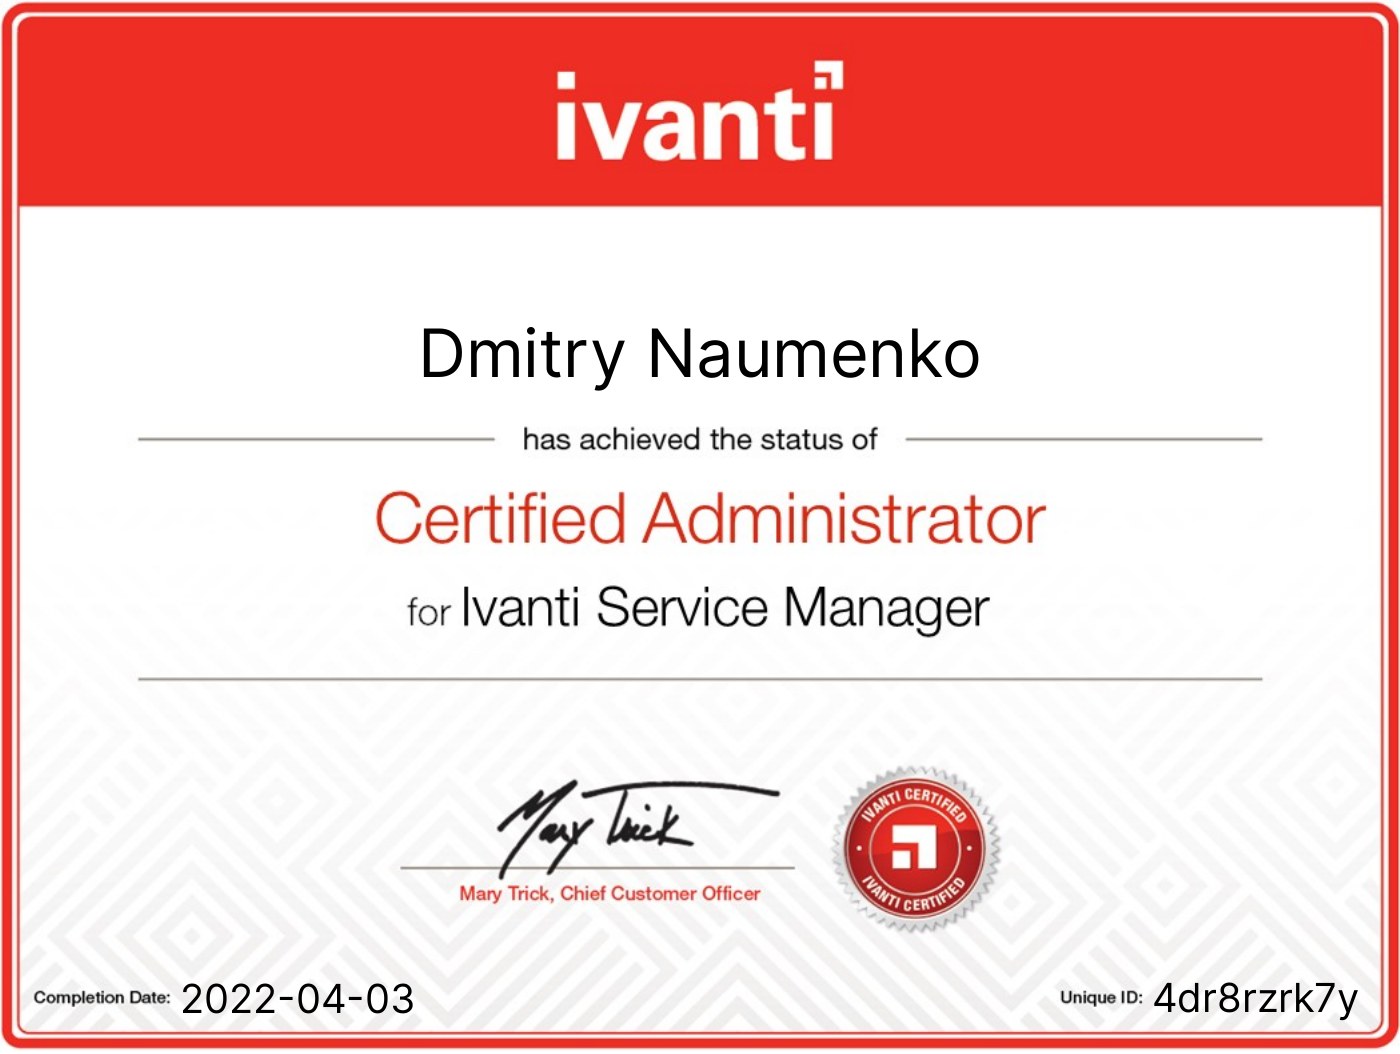 ivanti
Dmitry Naumenko
has achieved the status of
Certified Administrator
for Ivanti Service Manager
Mary Trick
Mary Trick, Chief Customer Officer
IVANTI CERTIFIED
IVANTI CERTIFIED
Completion Date: 2022-04-03
Unique ID: 4dr8rzrk7y